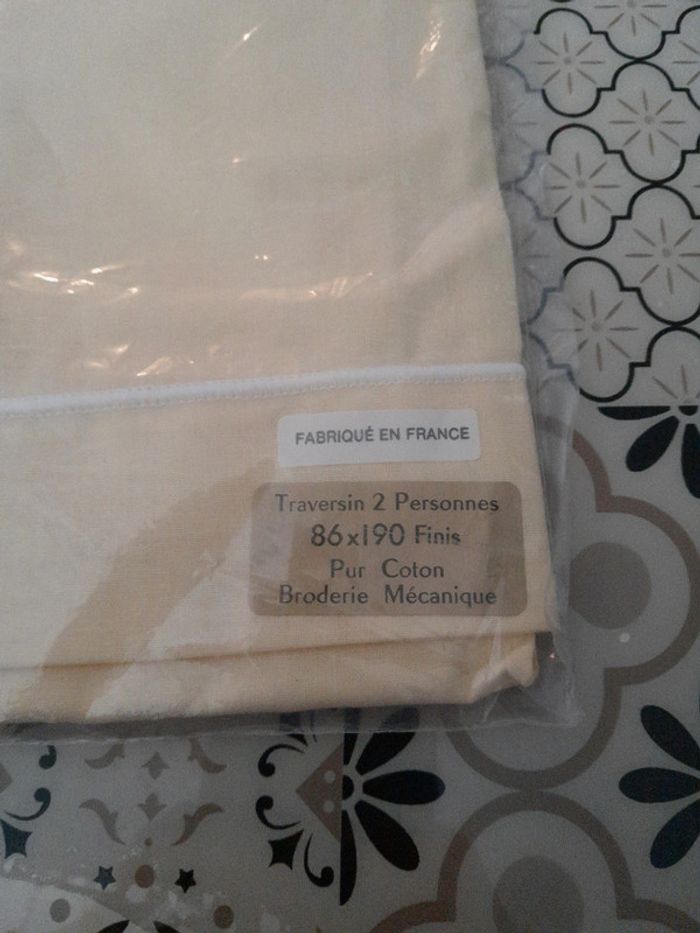 FABRIQUÉ EN FRANCE
Traversin 2 Personnes
86x190 Finis
Pur Coton
Broderie Mécanique